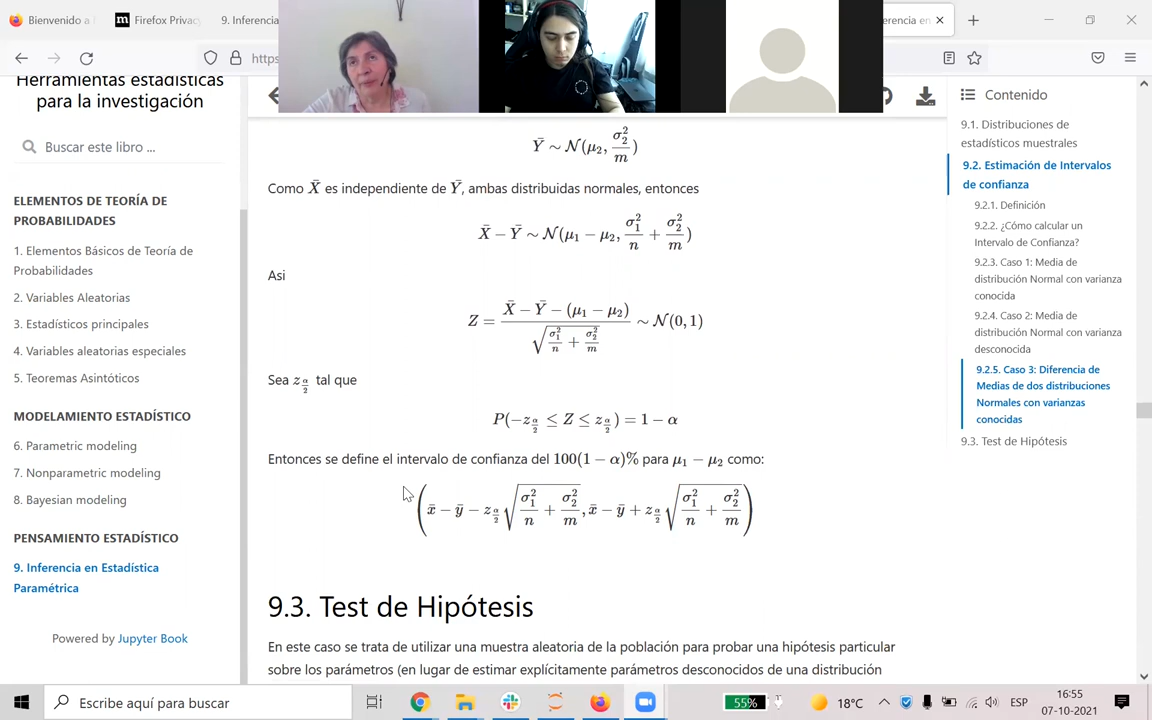 Bienvenido a
Firefox Privac
9. Inferencia
erencia en
https
Herramientas estadísticas
para la investigación
Buscar este libro ...
ELEMENTOS DE TEORÍA DE
PROBABILIDADES
1. Elementos Básicos de Teoría de
Probabilidades
2. Variables Aleatorias
3. Estadísticos principales
4. Variables aleatorias especiales
5. Teoremas Asintóticos
MODELAMIENTO ESTADÍSTICO
6. Parametric modeling
7. Nonparametric modeling
8. Bayesian modeling
PENSAMIENTO ESTADÍSTICO
9. Inferencia en Estadística
Paramétrica
Powered by Jupyter Book
Ȳ ∼ N(μ₂, σ₂²/m)
Como X̄ es independiente de Ȳ, ambas distribuidas normales, entonces
X̄ − Ȳ ∼ N(μ₁ − μ₂, σ₁²/n + σ₂²/m)
Asi
Z = (X̄ − Ȳ − (μ₁ − μ₂)) / √(σ₁²/n + σ₂²/m) ∼ N(0, 1)
Sea z_{α/2} tal que
P(−z_{α/2} ≤ Z ≤ z_{α/2}) = 1 − α
Entonces se define el intervalo de confianza del 100(1 − α)% para μ₁ − μ₂ como:
(x̄ − ȳ − z_{α/2} √(σ₁²/n + σ₂²/m), x̄ − ȳ + z_{α/2} √(σ₁²/n + σ₂²/m))
9.3. Test de Hipótesis
En este caso se trata de utilizar una muestra aleatoria de la población para probar una hipótesis particular
sobre los parámetros (en lugar de estimar explícitamente parámetros desconocidos de una distribución
Contenido
9.1. Distribuciones de
estadísticos muestrales
9.2. Estimación de Intervalos
de confianza
9.2.1. Definición
9.2.2. ¿Cómo calcular un
Intervalo de Confianza?
9.2.3. Caso 1: Media de
distribución Normal con varianza
conocida
9.2.4. Caso 2: Media de
distribución Normal con varianza
desconocida
9.2.5. Caso 3: Diferencia de
Medias de dos distribuciones
Normales con varianzas
conocidas
9.3. Test de Hipótesis
Escribe aquí para buscar
55%
18°C
ESP
16:55
07-10-2021